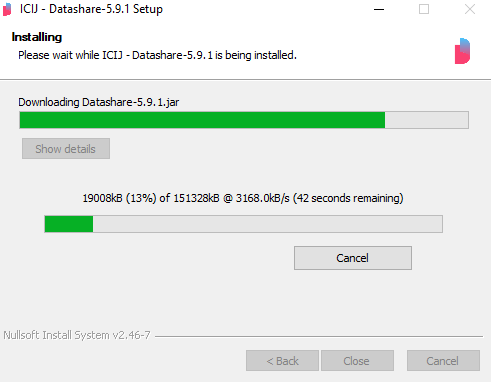 ICIJ - Datashare-5.9.1 Setup
Installing
Please wait while ICIJ - Datashare-5.9.1 is being installed.
Downloading Datashare-5.9.1.jar
Show details
19008kB (13%) of 151328kB @ 3168.0kB/s (42 seconds remaining)
Cancel
Nullsoft Install System v2.46-7
< Back Close Cancel